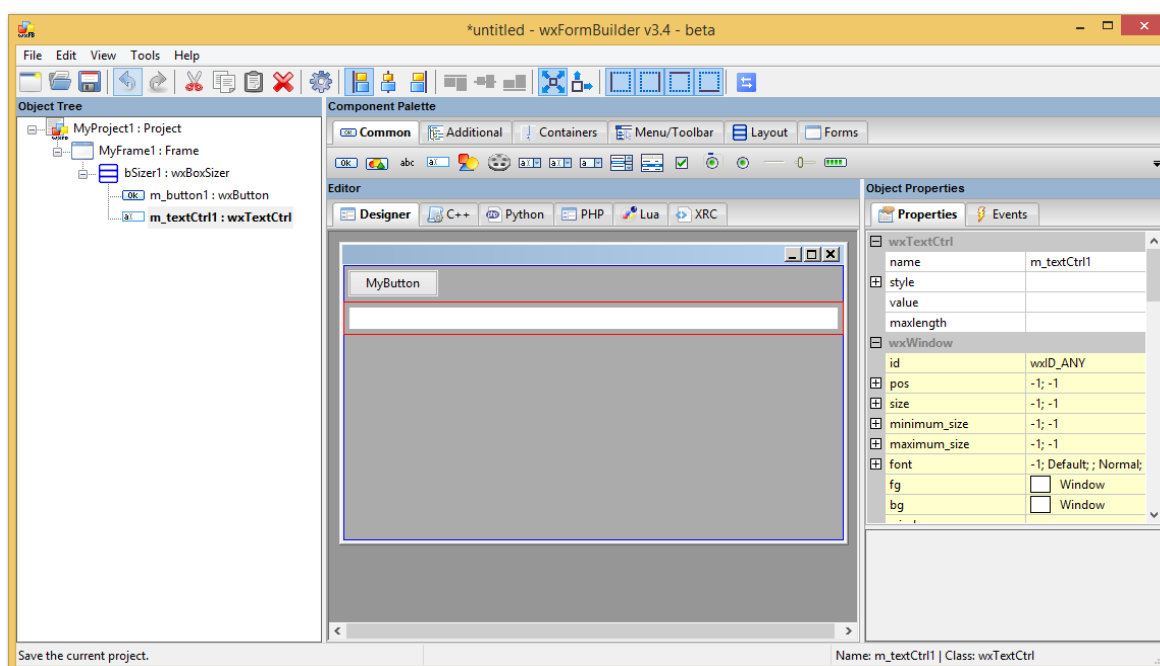 *untitled - wxFormBuilder v3.4 - beta
File Edit View Tools Help
Object Tree
MyProject1 : Project
MyFrame1 : Frame
bSizer1 : wxBoxSizer
m_button1 : wxButton
m_textCtrl1 : wxTextCtrl
Component Palette
Common Additional Containers Menu/Toolbar Layout Forms
Ok abc
Editor
Designer C++ Python PHP Lua XRC
MyButton
Object Properties
Properties Events
wxTextCtrl
name m_textCtrl1
style
value
maxlength
wxWindow
id wxID_ANY
pos -1; -1
size -1; -1
minimum_size -1; -1
maximum_size -1; -1
font -1; Default; ; Normal;
fg Window
bg Window
Save the current project.
Name: m_textCtrl1 | Class: wxTextCtrl